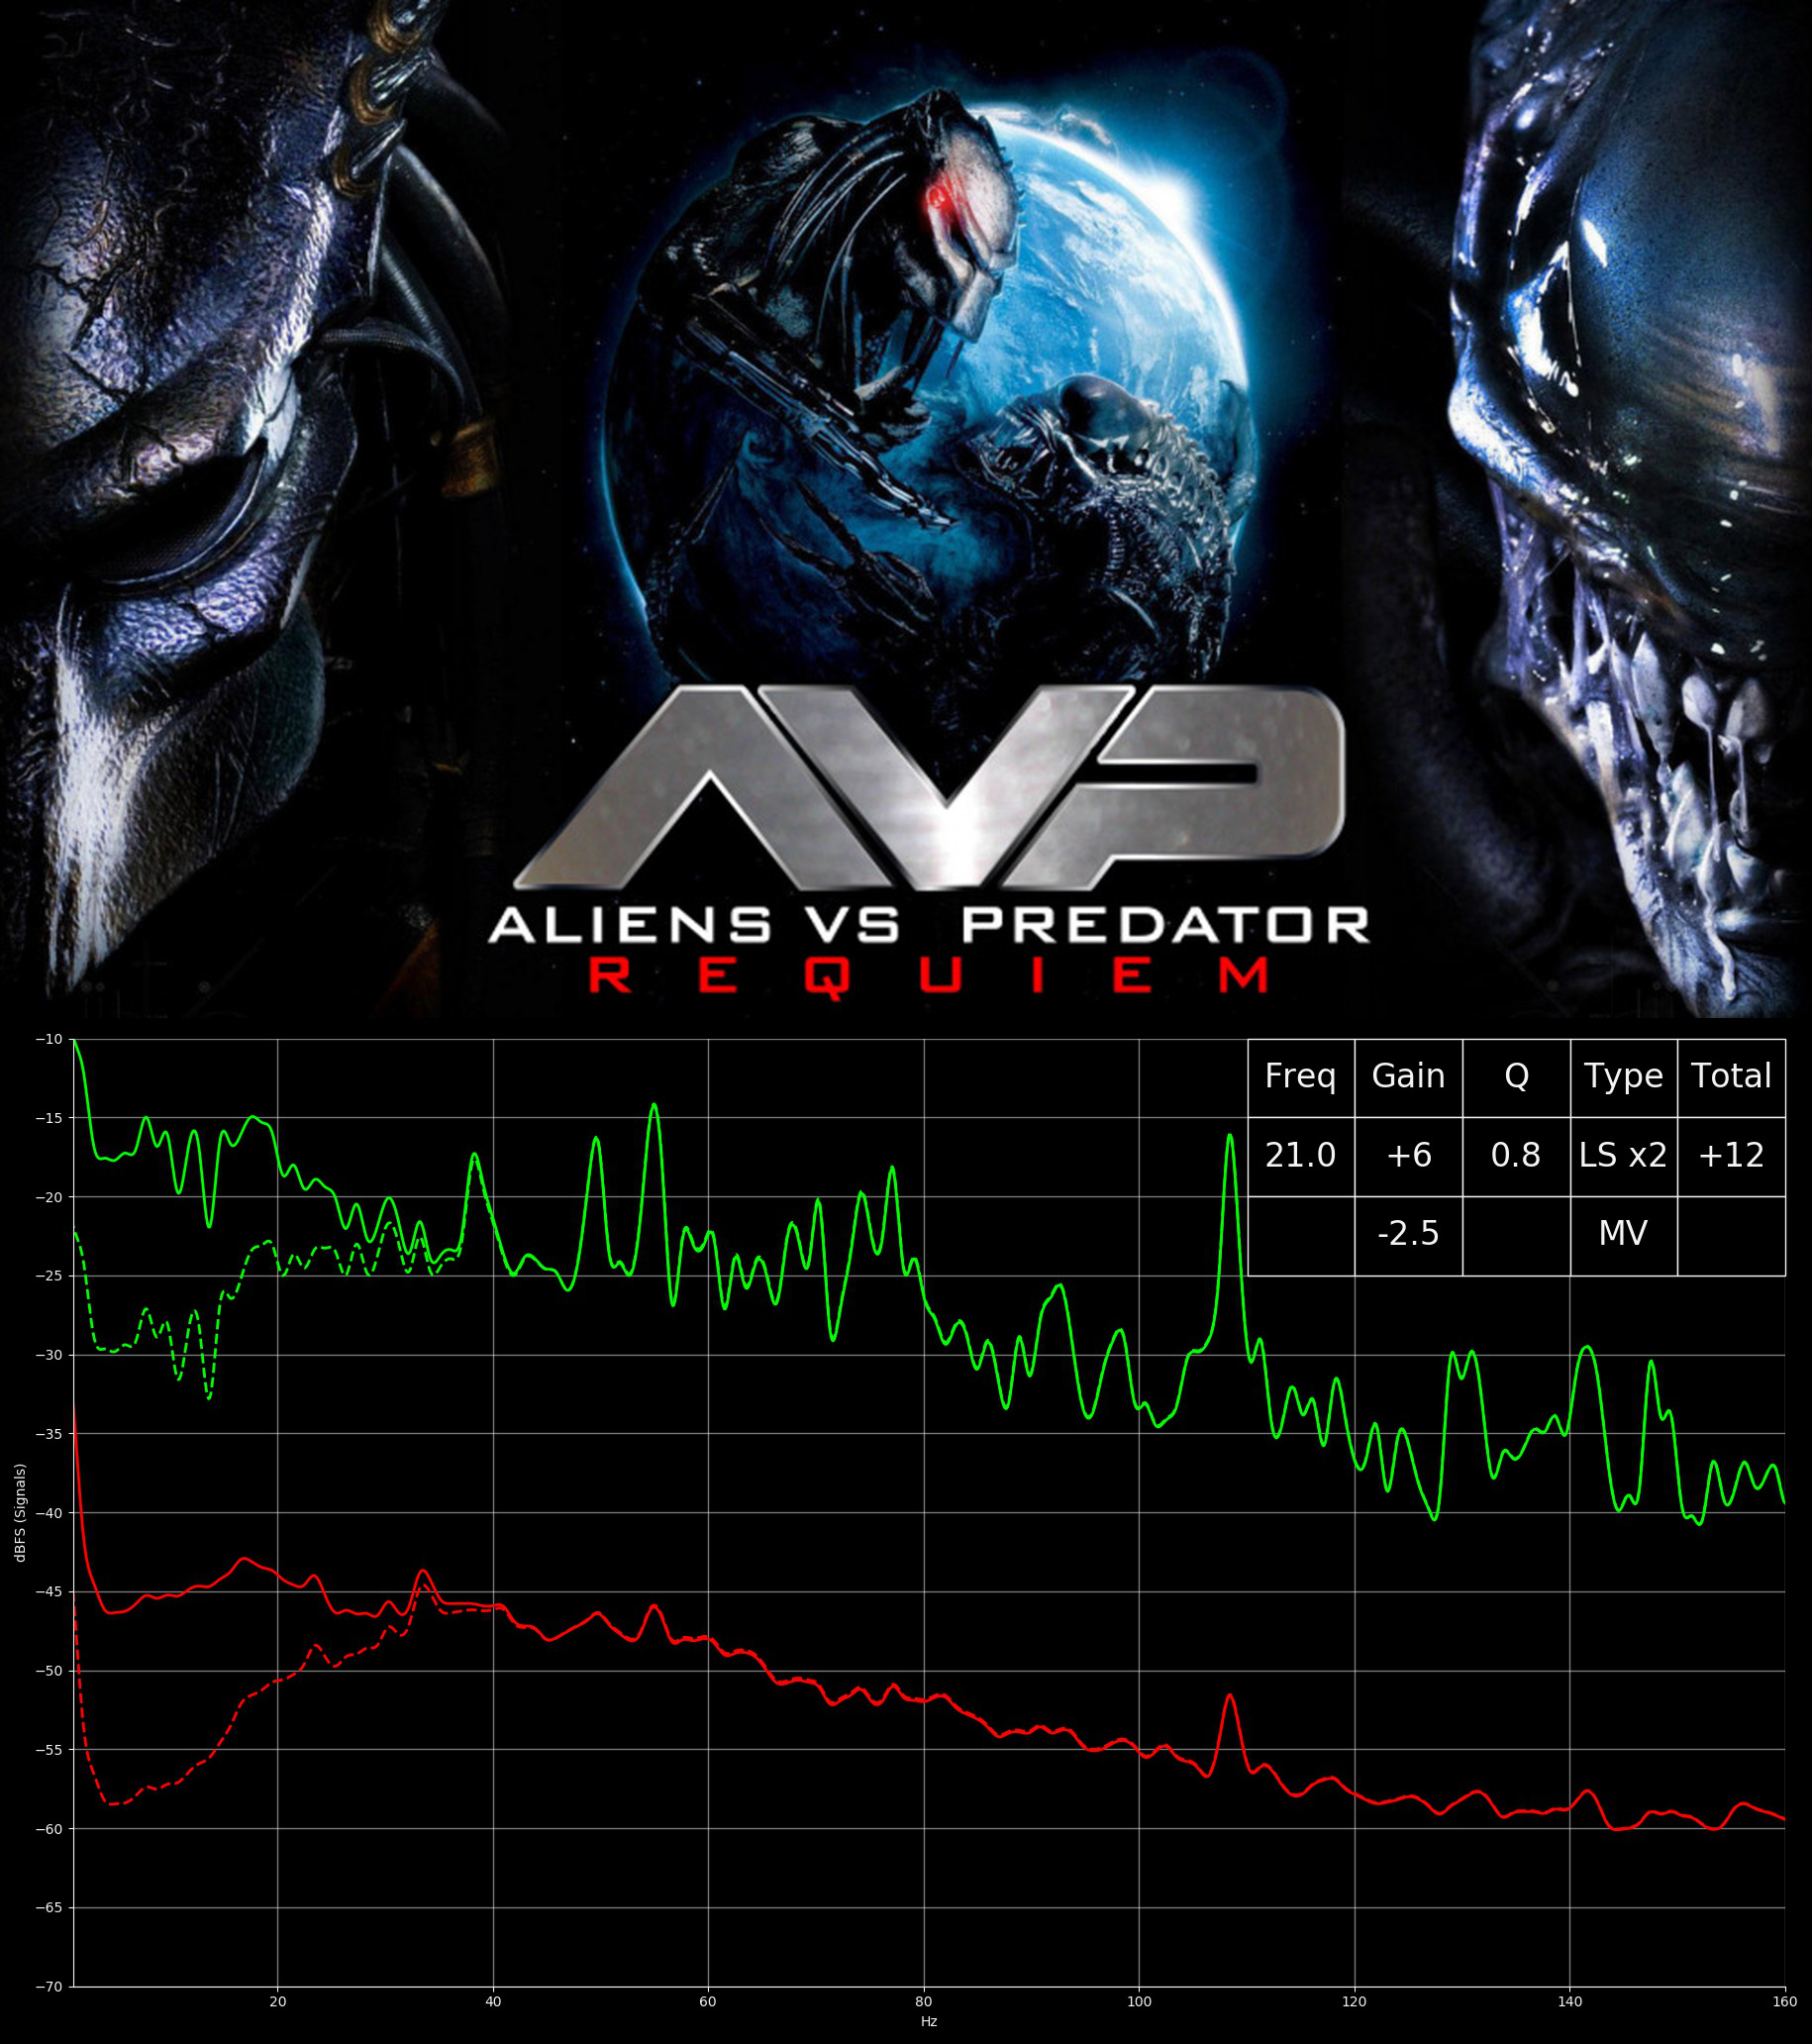 AVP
ALIENS VS PREDATOR
REQUIEM
Freq Gain Q Type Total
21.0 +6 0.8 LS x2 +12
-2.5 MV
−10
−15
−20
−25
−30
−35
−40
−45
−50
−55
−60
−65
−70
dBFS (Signals)
20 40 60 80 100 120 140 160
Hz